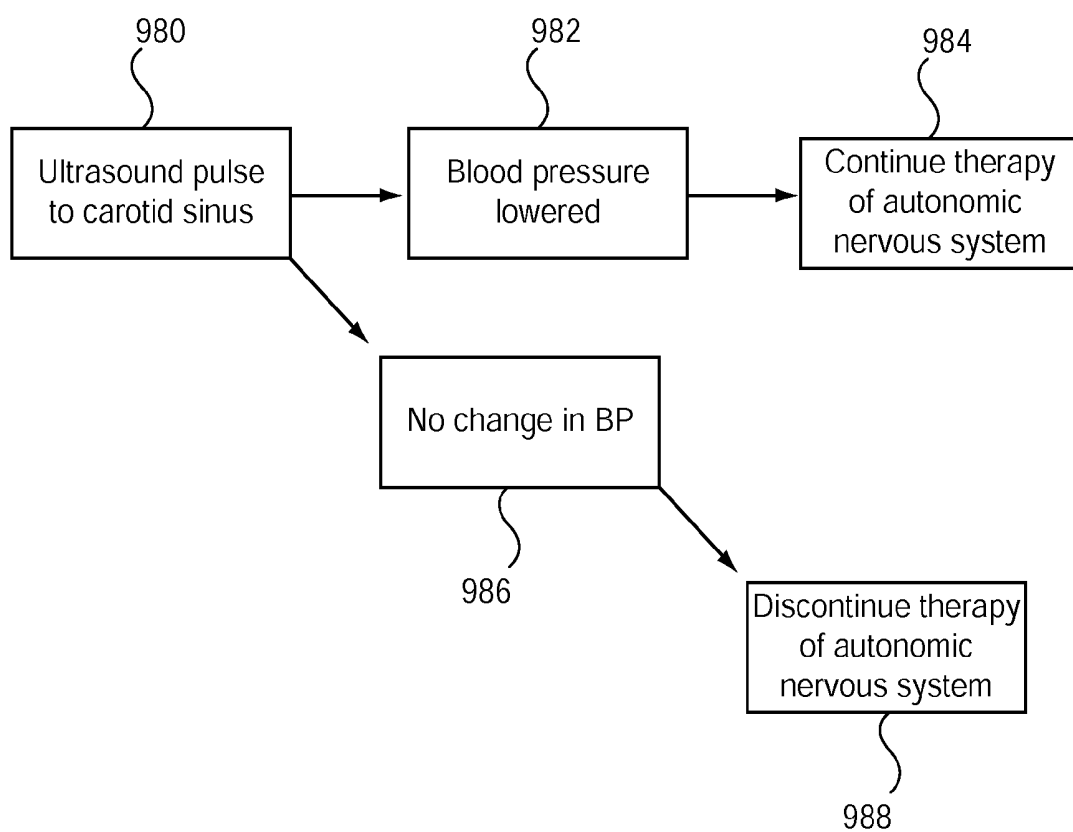 980
982
984
Ultrasound pulse
to carotid sinus
Blood pressure
lowered
Continue therapy
of autonomic
nervous system
No change in BP
986
Discontinue therapy
of autonomic
nervous system
988